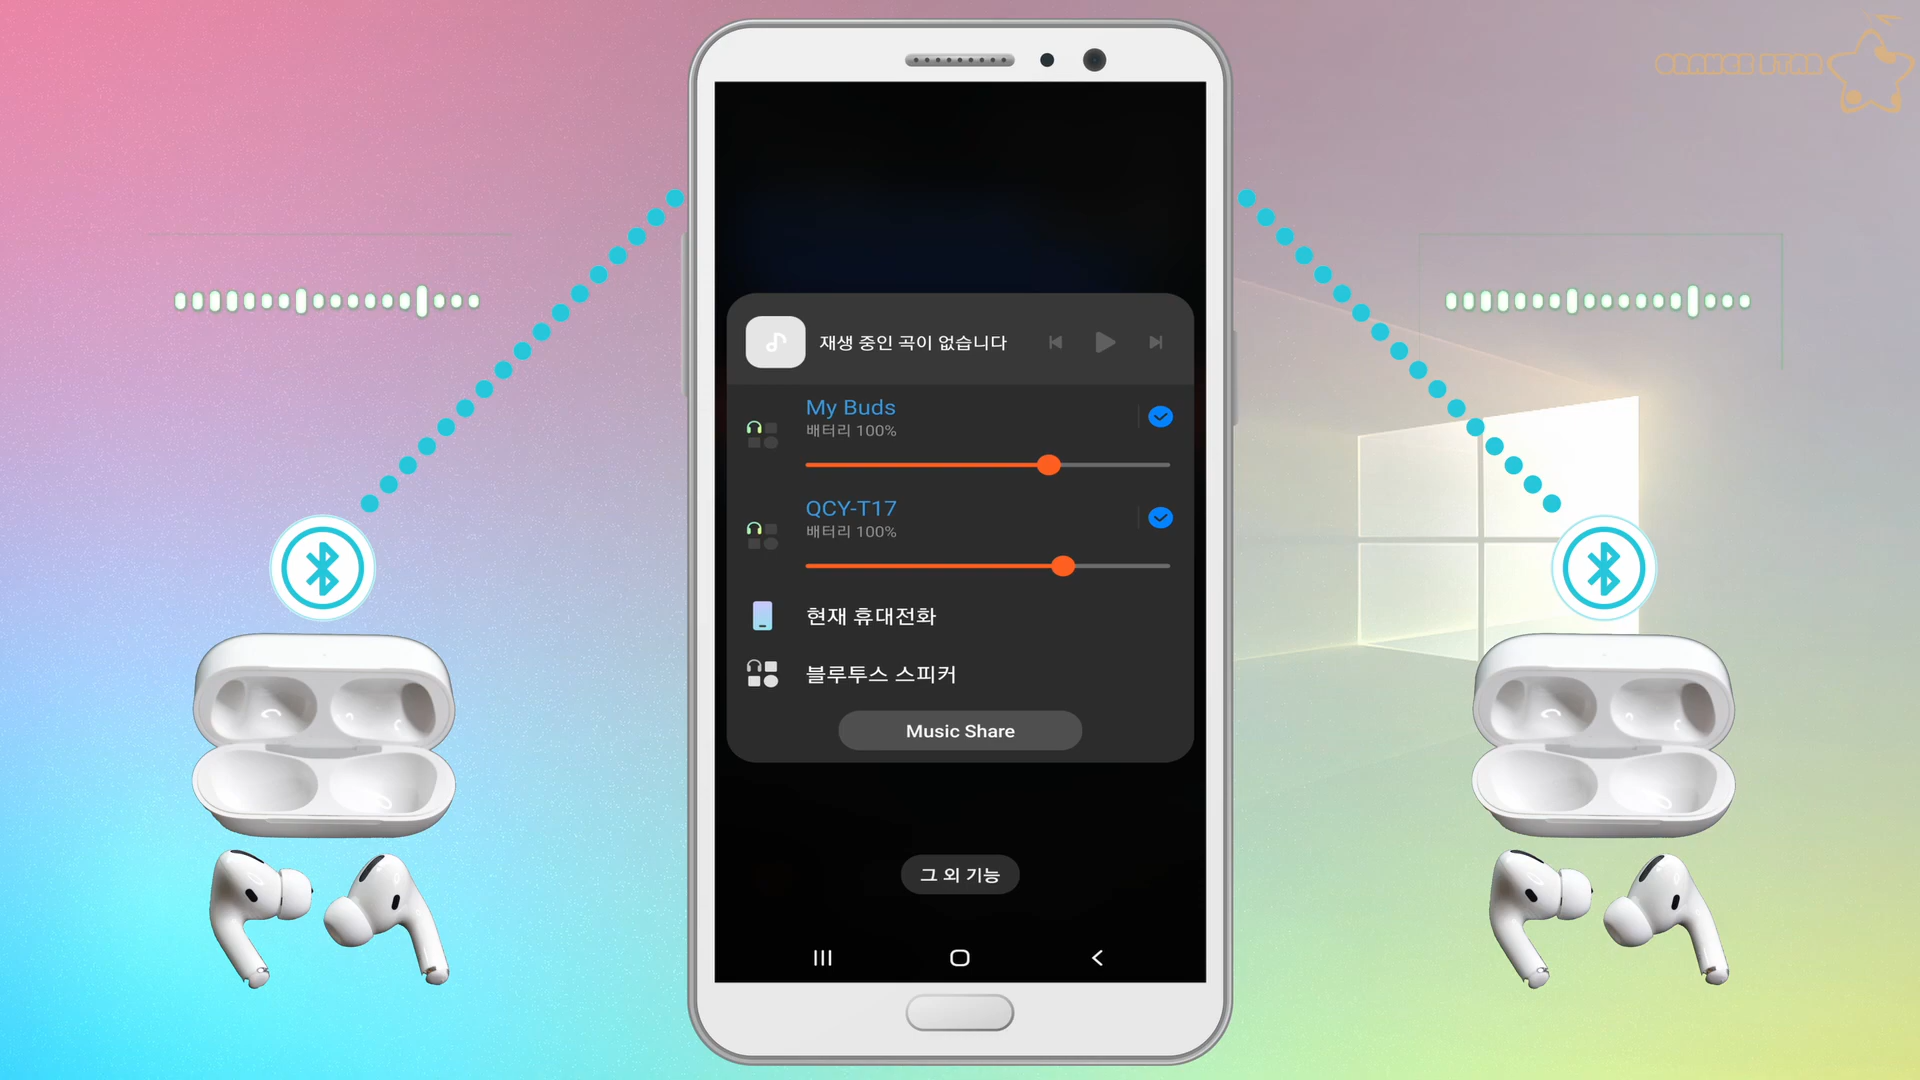 ORANGE STAR
재생 중인 곡이 없습니다
My Buds
배터리 100%
QCY-T17
배터리 100%
현재 휴대전화
블루투스 스피커
Music Share
그 외 기능